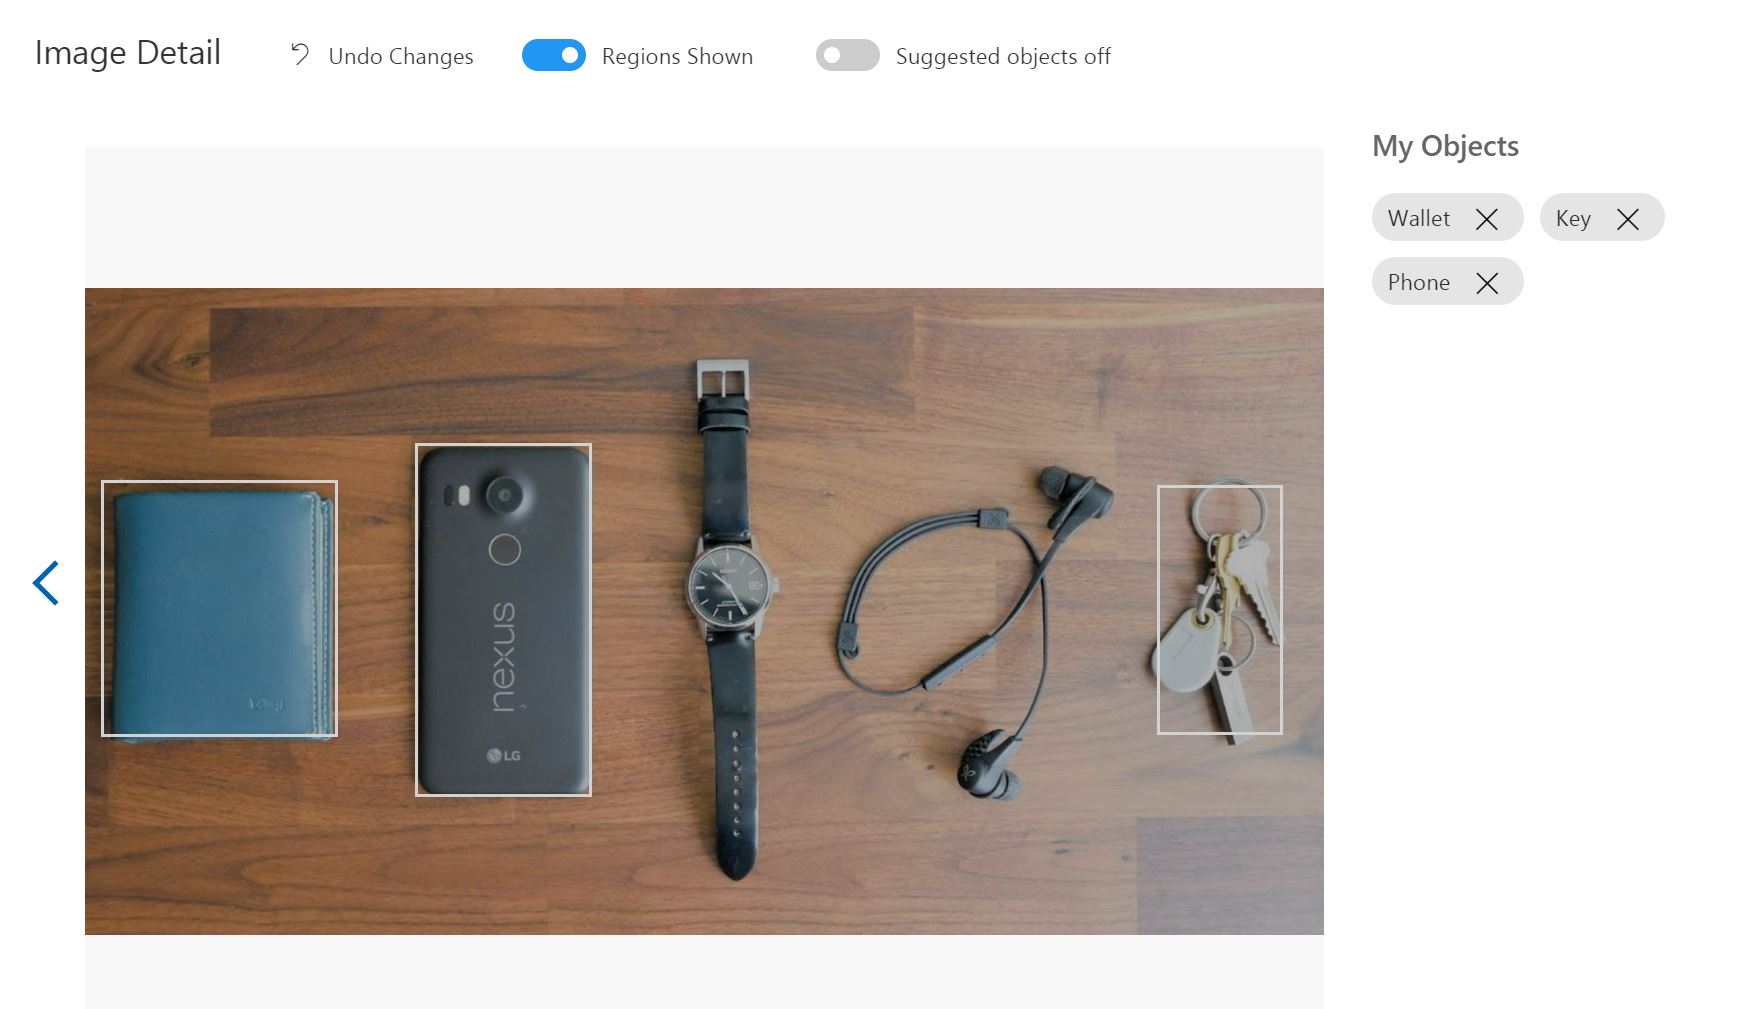 Image Detail
Undo Changes
Regions Shown
Suggested objects off
My Objects
Wallet
Key
Phone
nexus
LG